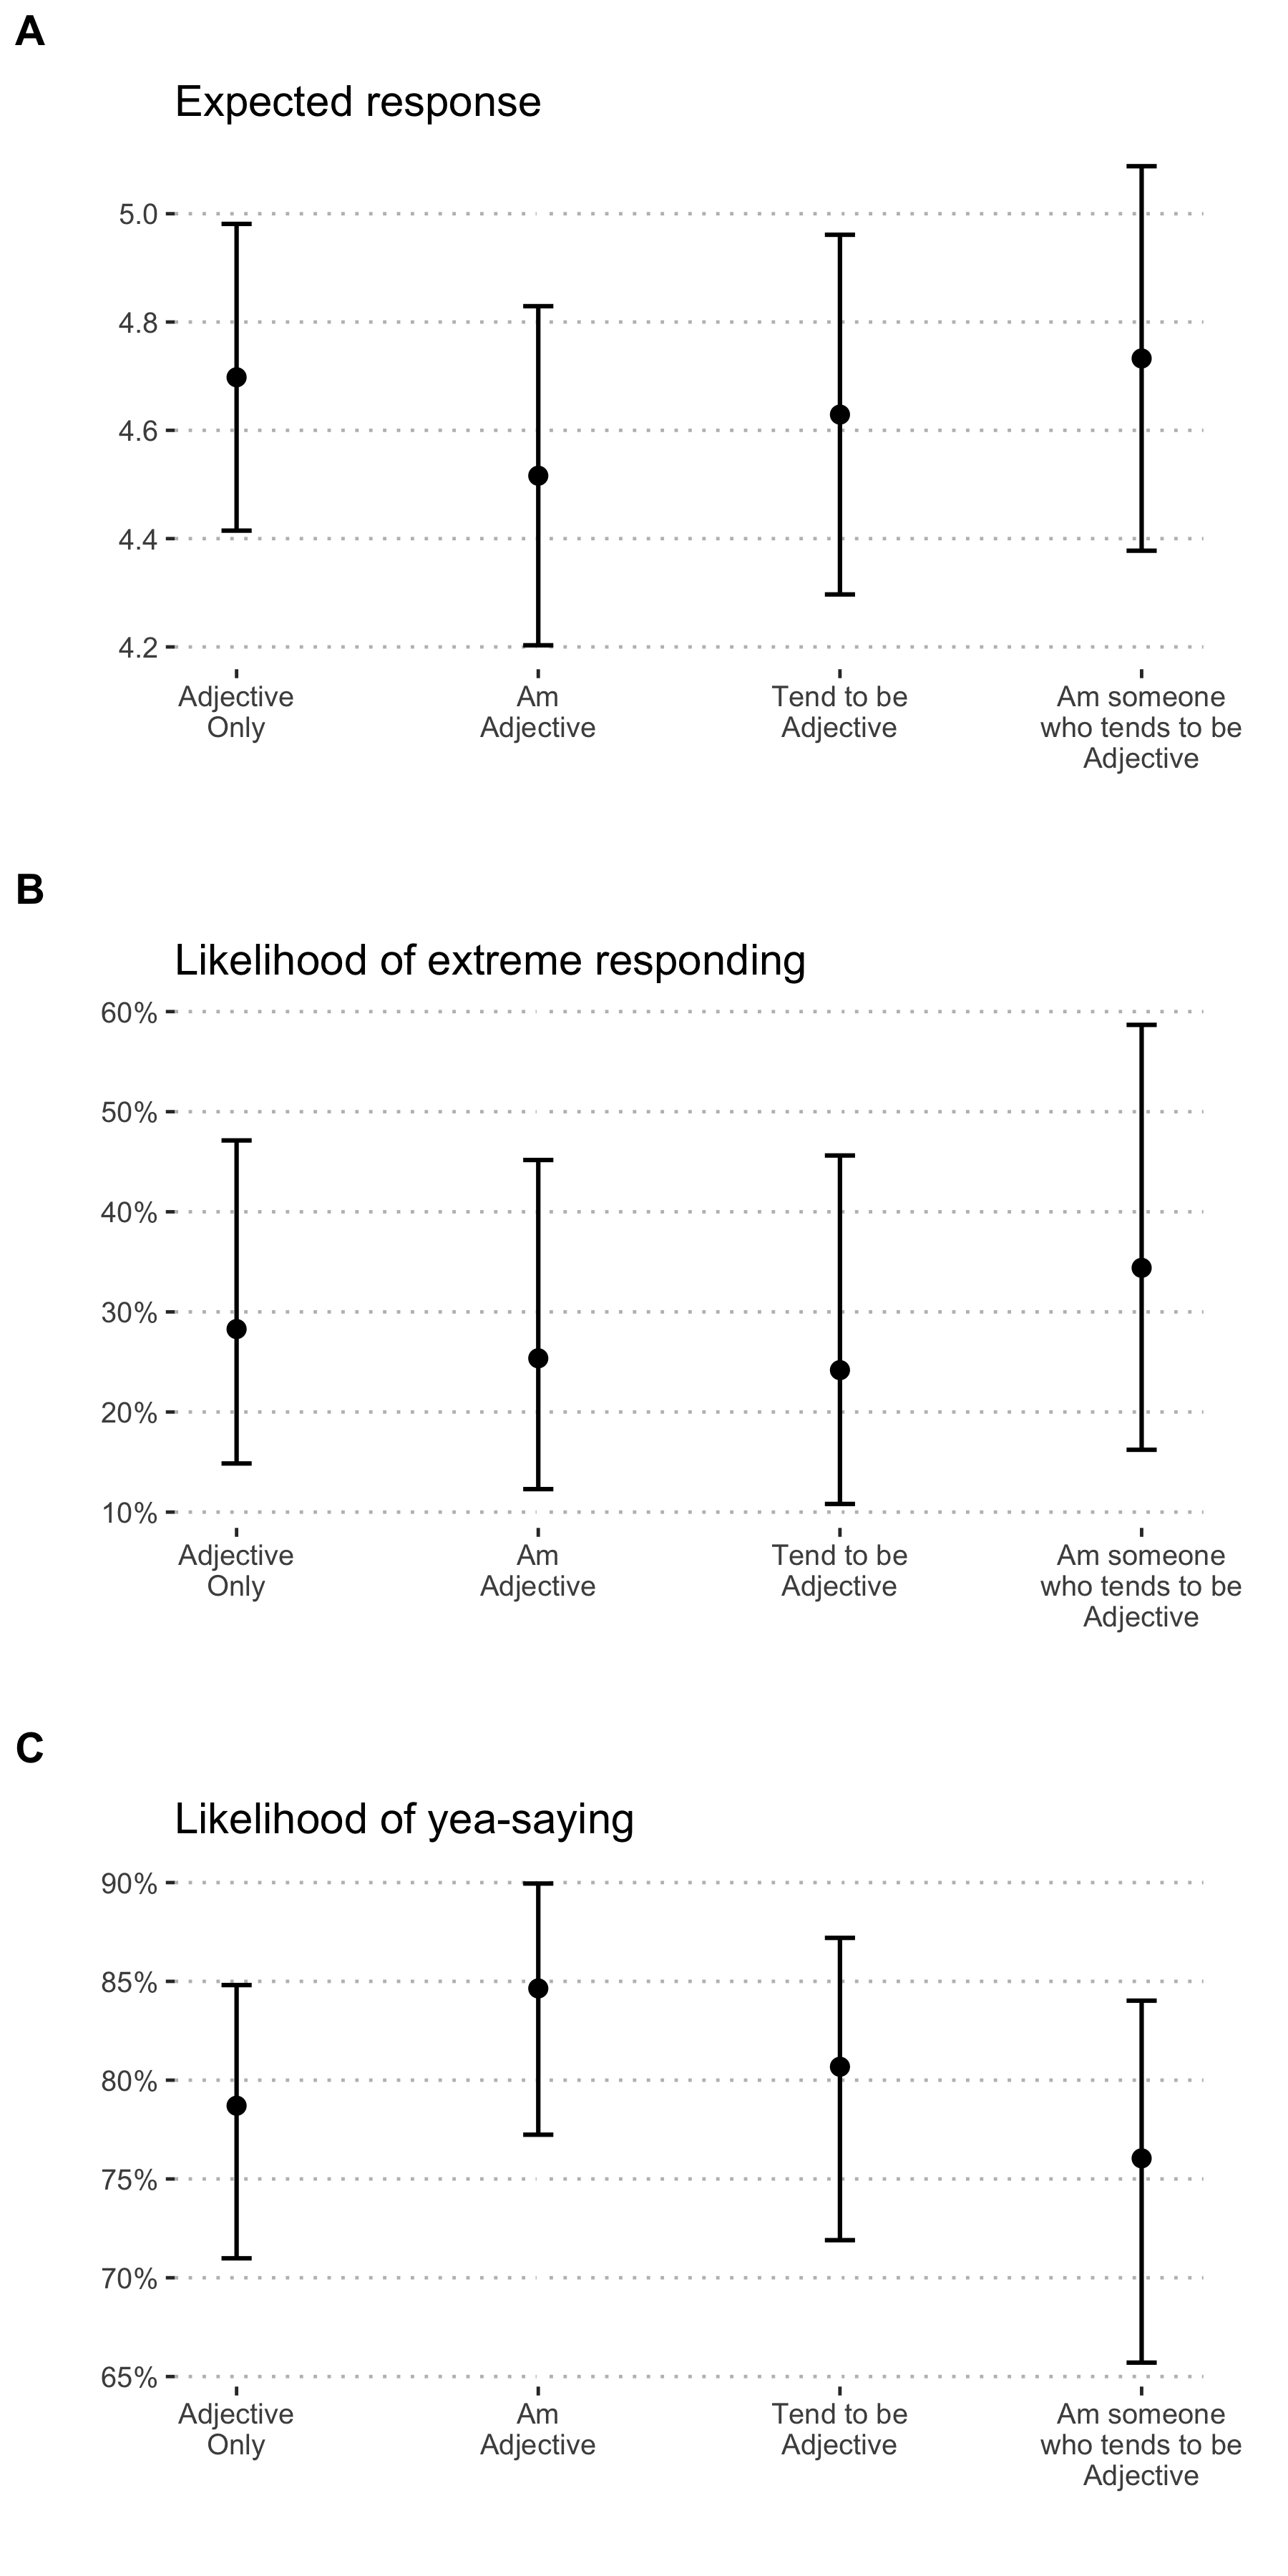 A
Expected response
5.0
4.8
4.6
4.4
4.2
Adjective
Only
Am
Adjective
Tend to be
Adjective
Am someone
who tends to be
Adjective
B
Likelihood of extreme responding
60%
50%
40%
30%
20%
10%
Adjective
Only
Am
Adjective
Tend to be
Adjective
Am someone
who tends to be
Adjective
C
Likelihood of yea-saying
90%
85%
80%
75%
70%
65%
Adjective
Only
Am
Adjective
Tend to be
Adjective
Am someone
who tends to be
Adjective